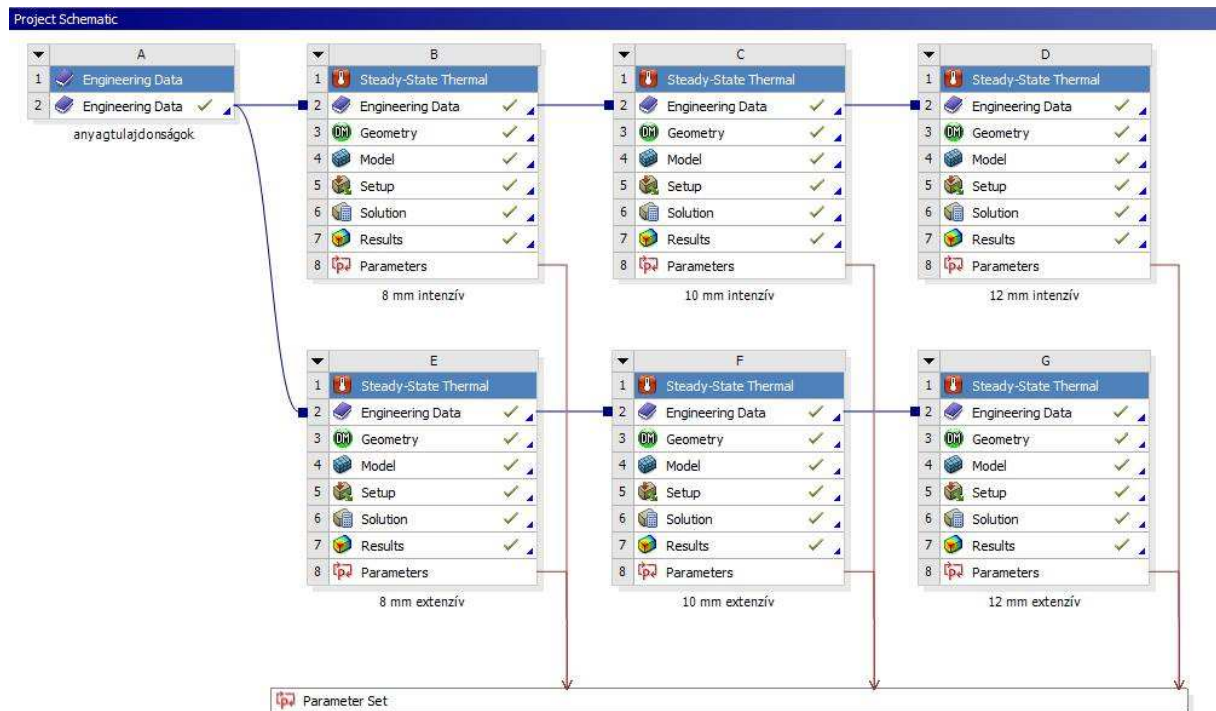 Project Schematic
A
1 Engineering Data
2 Engineering Data
anyagtulajdonságok
B
1 Steady-State Thermal
2 Engineering Data
3 Geometry
4 Model
5 Setup
6 Solution
7 Results
8 Parameters
8 mm intenzív
C
1 Steady-State Thermal
2 Engineering Data
3 Geometry
4 Model
5 Setup
6 Solution
7 Results
8 Parameters
10 mm intenzív
D
1 Steady-State Thermal
2 Engineering Data
3 Geometry
4 Model
5 Setup
6 Solution
7 Results
8 Parameters
12 mm intenzív
E
1 Steady-State Thermal
2 Engineering Data
3 Geometry
4 Model
5 Setup
6 Solution
7 Results
8 Parameters
8 mm extenzív
F
1 Steady-State Thermal
2 Engineering Data
3 Geometry
4 Model
5 Setup
6 Solution
7 Results
8 Parameters
10 mm extenzív
G
1 Steady-State Thermal
2 Engineering Data
3 Geometry
4 Model
5 Setup
6 Solution
7 Results
8 Parameters
12 mm extenzív
Parameter Set